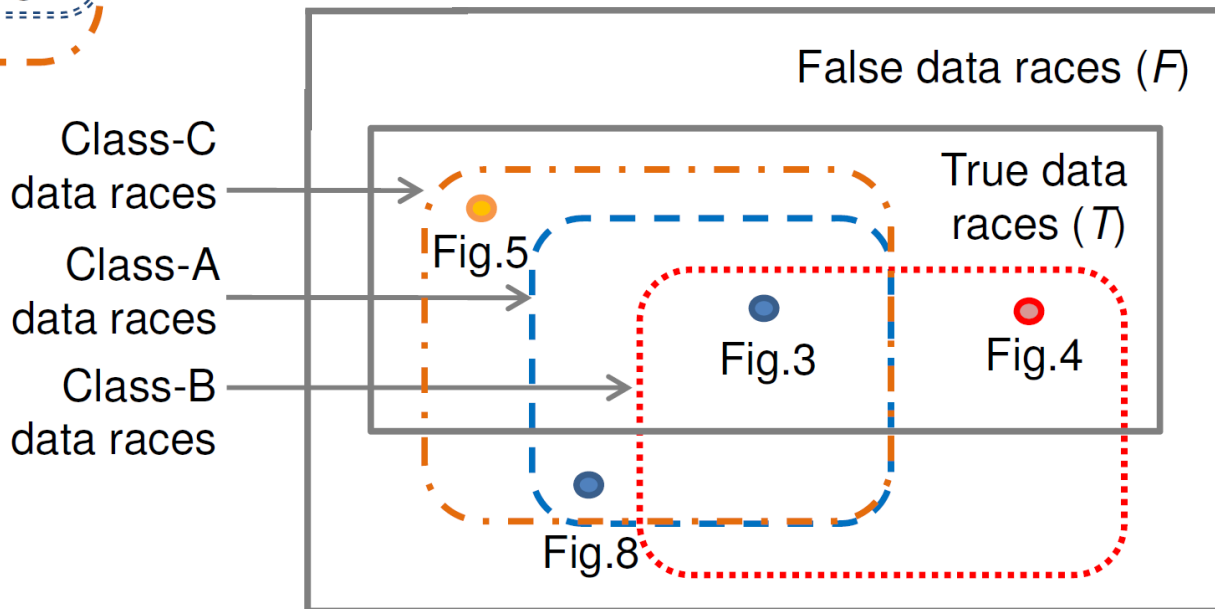 False data races (F)
Class-C
data races
True data
races (T)
Fig.5
Class-A
data races
Fig.3
Fig.4
Class-B
data races
Fig.8